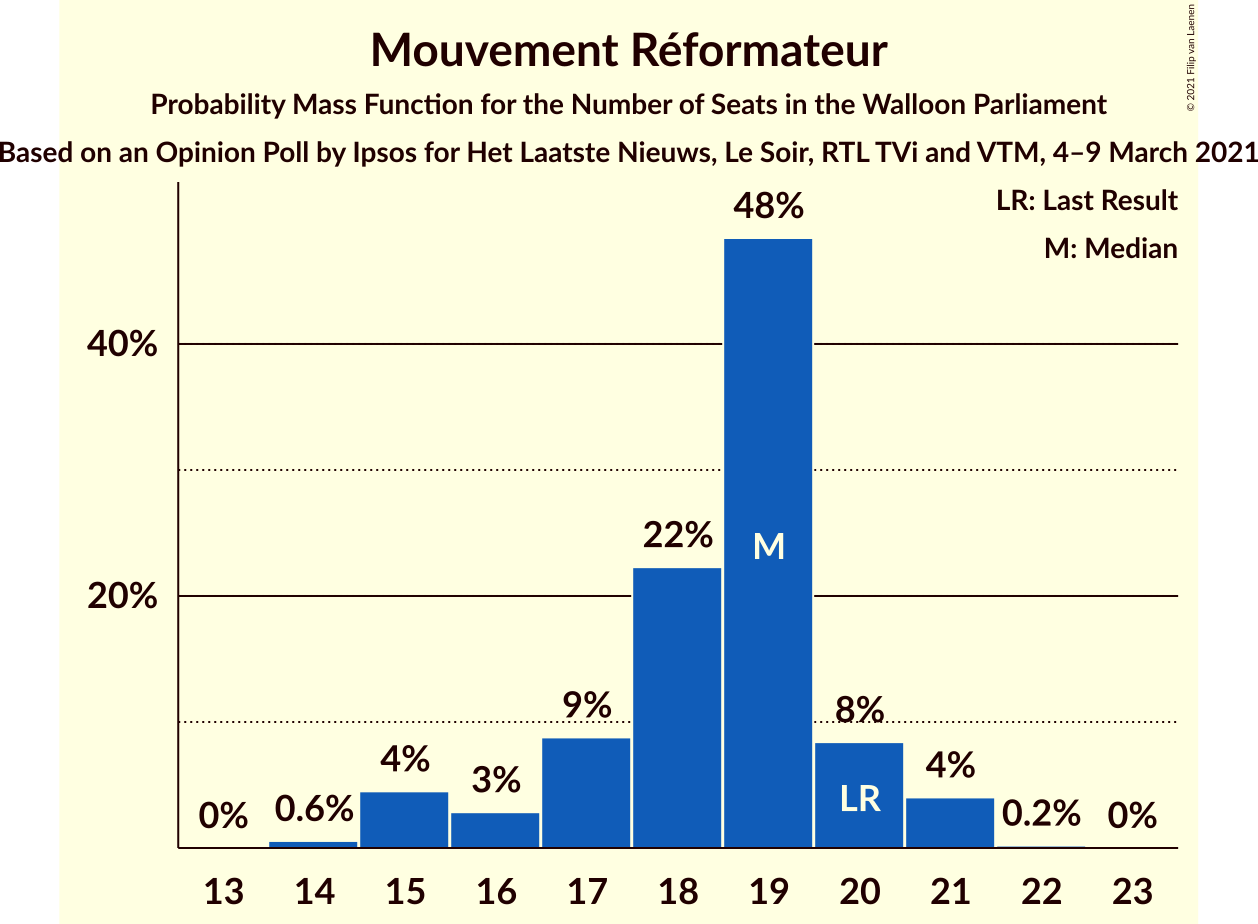 Mouvement Réformateur
Probability Mass Function for the Number of Seats in the Walloon Parliament
Based on an Opinion Poll by Ipsos for Het Laatste Nieuws, Le Soir, RTL TVi and VTM, 4–9 March 2021
© 2021 Filip van Laenen
LR: Last Result
M: Median
40%
20%
0%
0.6%
4%
3%
9%
22%
48%
8%
4%
0.2%
0%
M
LR
13 14 15 16 17 18 19 20 21 22 23